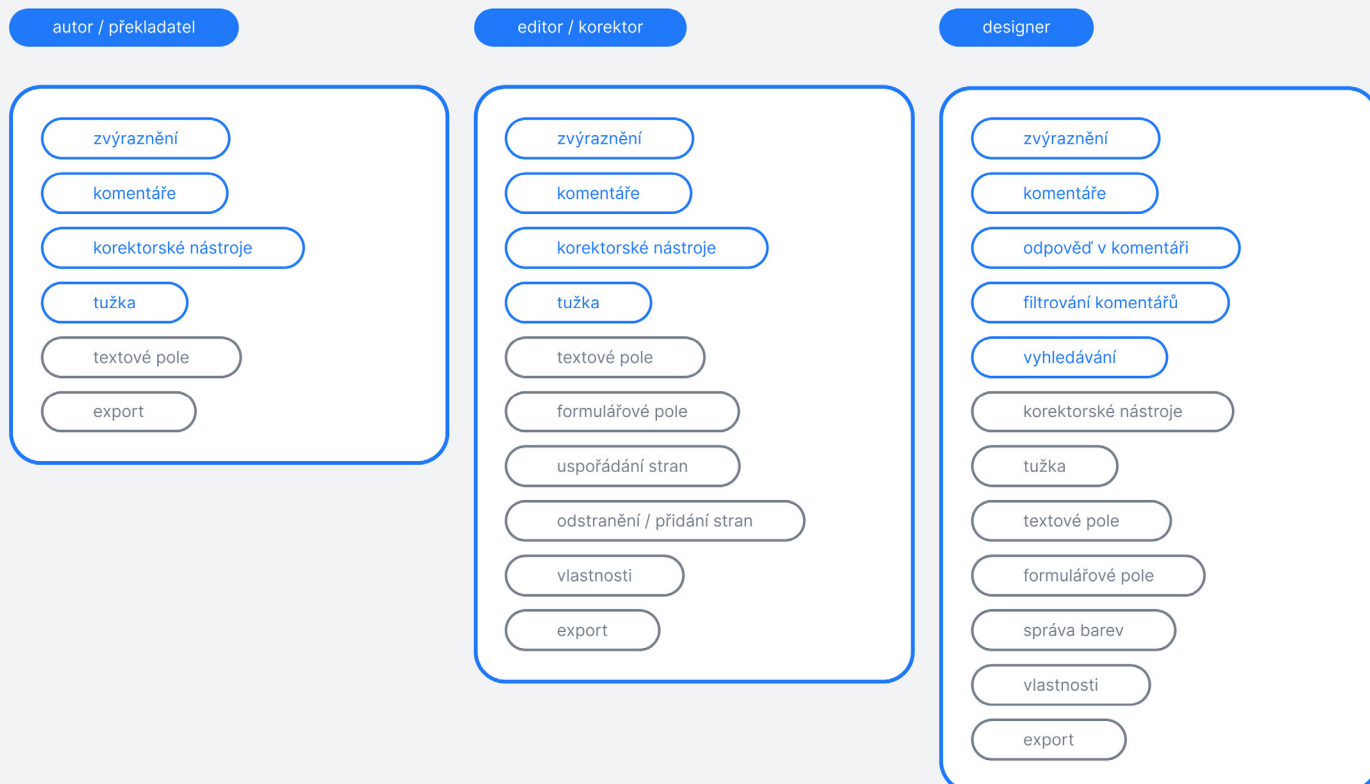 autor / překladatel
zvýraznění
komentáře
korektorské nástroje
tužka
textové pole
export
editor / korektor
zvýraznění
komentáře
korektorské nástroje
tužka
textové pole
formulářové pole
uspořádání stran
odstranění / přidání stran
vlastnosti
export
designer
zvýraznění
komentáře
odpověď v komentáři
filtrování komentářů
vyhledávání
korektorské nástroje
tužka
textové pole
formulářové pole
správa barev
vlastnosti
export